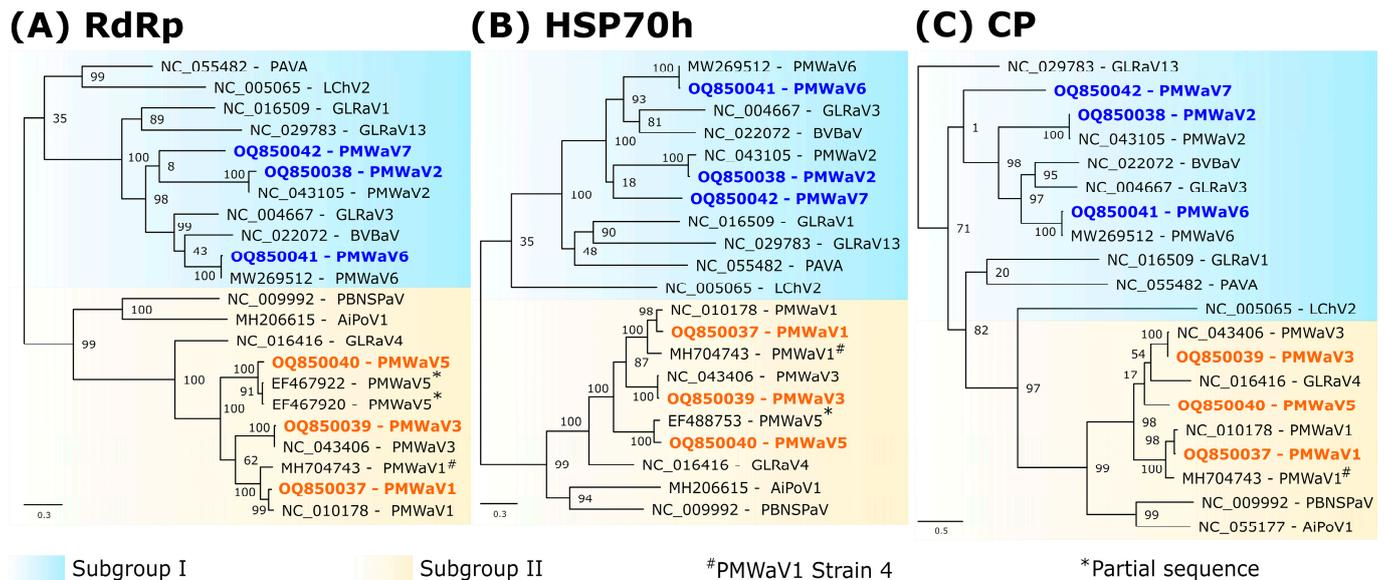 (A) RdRp
NC_055482 - PAVA
99
NC_005065 - LChV2
35
NC_016509 - GLRaV1
89
NC_029783 - GLRaV13
100
OQ850042 - PMWaV7
8
OQ850038 - PMWaV2
100
NC_043105 - PMWaV2
98
NC_004667 - GLRaV3
99
NC_022072 - BVBaV
43
OQ850041 - PMWaV6
100
MW269512 - PMWaV6
NC_009992 - PBNSPaV
100
MH206615 - AiPoV1
99
NC_016416 - GLRaV4
100
OQ850040 - PMWaV5
100
EF467922 - PMWaV5*
91
EF467920 - PMWaV5*
100
OQ850039 - PMWaV3
100
NC_043406 - PMWaV3
62
MH704743 - PMWaV1#
100
OQ850037 - PMWaV1
99
NC_010178 - PMWaV1
0.3
(B) HSP70h
100
MW269512 - PMWaV6
OQ850041 - PMWaV6
93
NC_004667 - GLRaV3
81
NC_022072 - BVBaV
100
NC_043105 - PMWaV2
100
OQ850038 - PMWaV2
18
OQ850042 - PMWaV7
100
NC_016509 - GLRaV1
90
NC_029783 - GLRaV13
48
NC_055482 - PAVA
35
NC_005065 - LChV2
98
NC_010178 - PMWaV1
100
OQ850037 - PMWaV1
87
MH704743 - PMWaV1#
NC_043406 - PMWaV3
100
OQ850039 - PMWaV3
100
EF488753 - PMWaV5*
100
OQ850040 - PMWaV5
100
NC_016416 - GLRaV4
99
MH206615 - AiPoV1
94
NC_009992 - PBNSPaV
0.3
(C) CP
NC_029783 - GLRaV13
OQ850042 - PMWaV7
1
OQ850038 - PMWaV2
100
NC_043105 - PMWaV2
98
NC_022072 - BVBaV
95
NC_004667 - GLRaV3
97
OQ850041 - PMWaV6
100
MW269512 - PMWaV6
71
NC_016509 - GLRaV1
20
NC_055482 - PAVA
82
NC_005065 - LChV2
97
100
NC_043406 - PMWaV3
54
OQ850039 - PMWaV3
17
NC_016416 - GLRaV4
OQ850040 - PMWaV5
98
NC_010178 - PMWaV1
98
OQ850037 - PMWaV1
100
MH704743 - PMWaV1#
99
NC_009992 - PBNSPaV
99
NC_055177 - AiPoV1
0.5
Subgroup I
Subgroup II
#PMWaV1 Strain 4
*Partial sequence